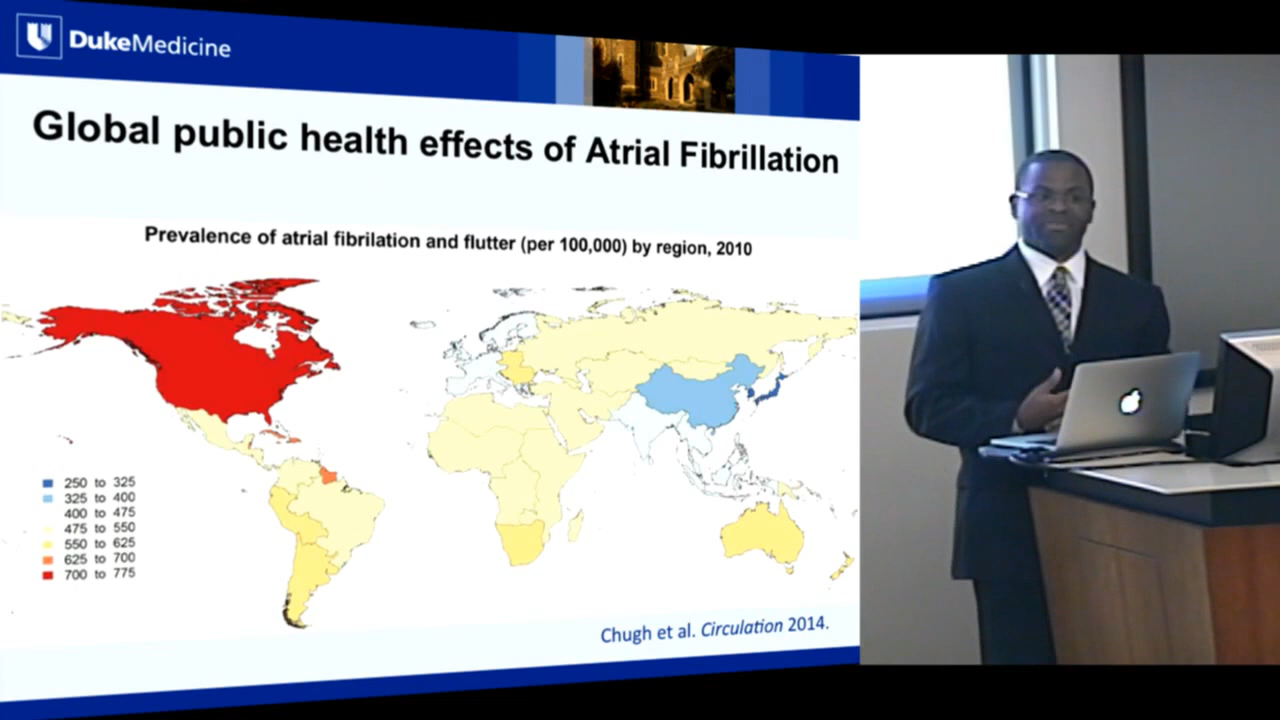 DukeMedicine
Global public health effects of Atrial Fibrillation
Prevalence of atrial fibrilation and flutter (per 100,000) by region, 2010
250 to 325
325 to 400
400 to 475
475 to 550
550 to 625
625 to 700
700 to 775
Chugh et al. Circulation 2014.